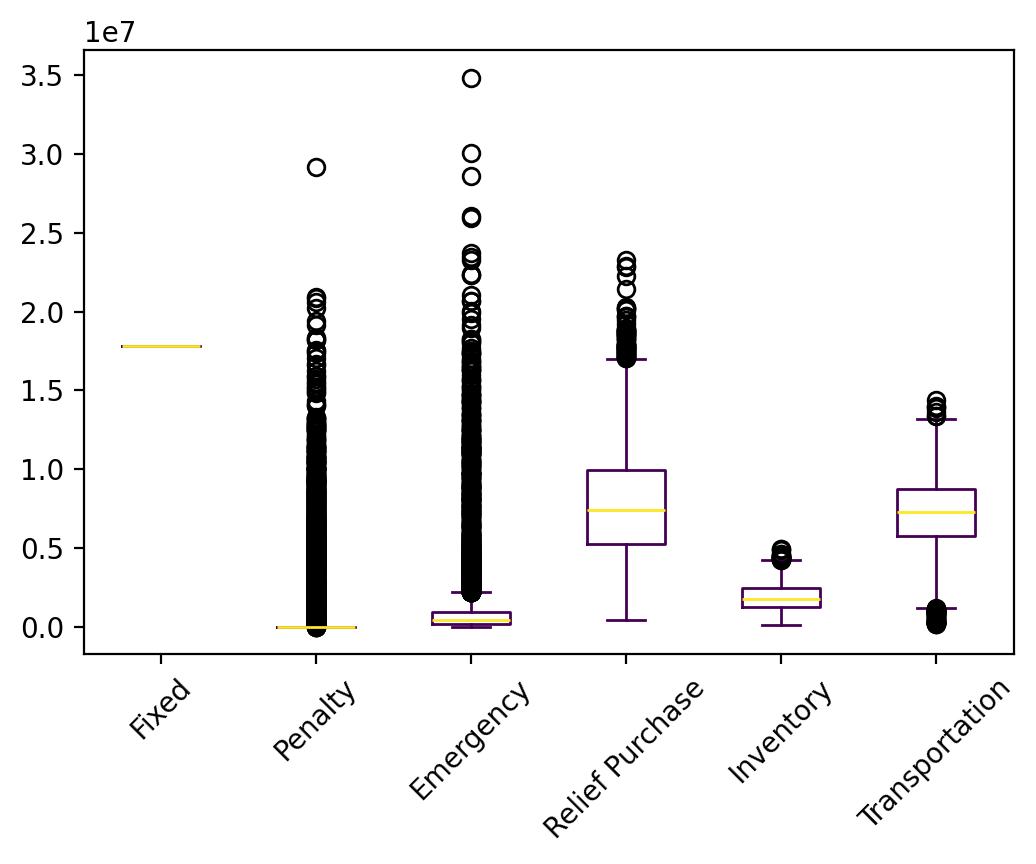 1e7
3.5
3.0
2.5
2.0
1.5
1.0
0.5
0.0
Fixed
Penalty
Emergency
Relief Purchase
Inventory
Transportation